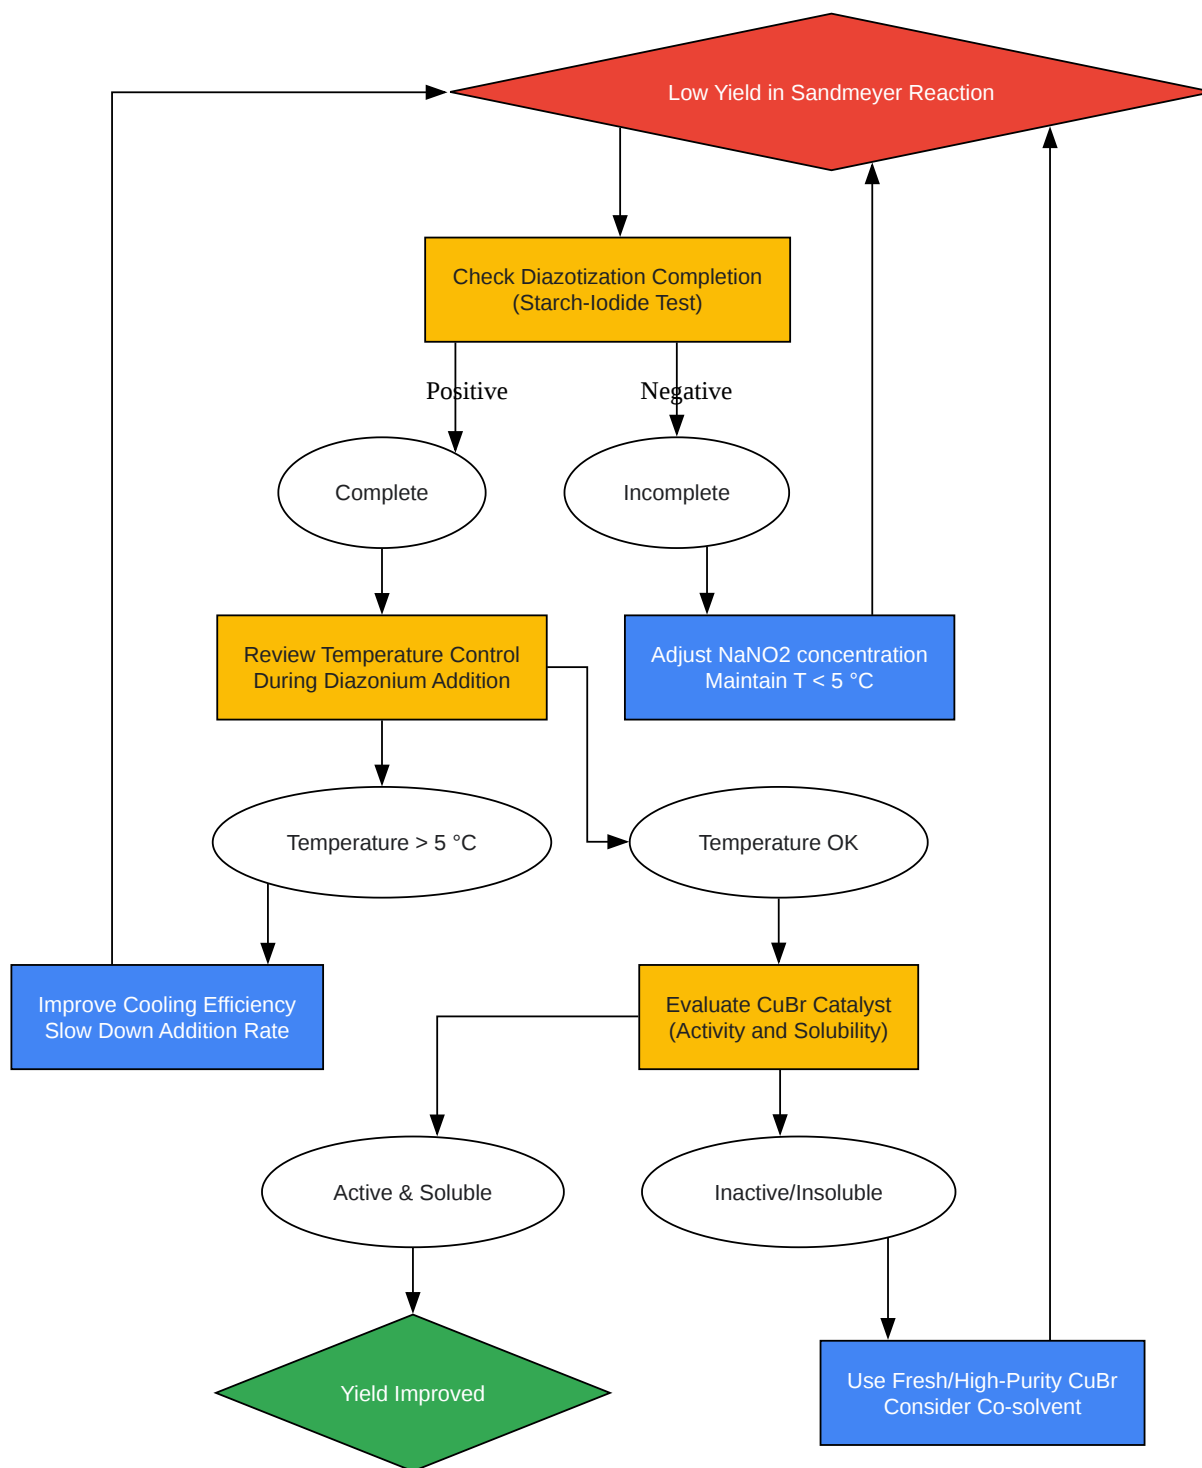 Low Yield in Sandmeyer Reaction
Check Diazotization Completion
(Starch-Iodide Test)
Positive
Negative
Complete
Incomplete
Review Temperature Control
During Diazonium Addition
Adjust NaNO2 concentration
Maintain T < 5 °C
Temperature > 5 °C
Temperature OK
Improve Cooling Efficiency
Slow Down Addition Rate
Evaluate CuBr Catalyst
(Activity and Solubility)
Active & Soluble
Inactive/Insoluble
Yield Improved
Use Fresh/High-Purity CuBr
Consider Co-solvent